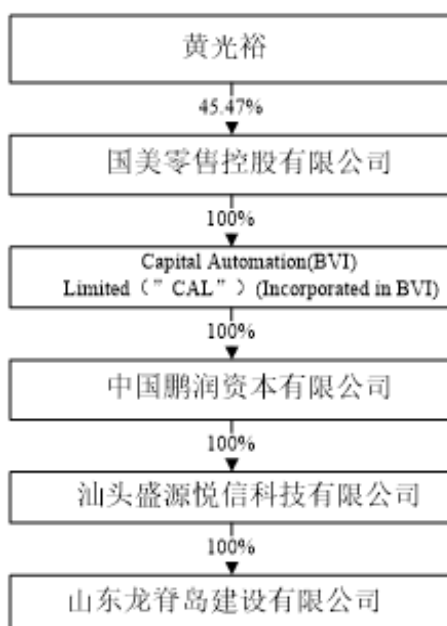 黄光裕
45.47%
国美零售控股有限公司
100%
Capital Automation(BVI)
Limited（”CAL”）(Incorporated in BVI)
100%
中国鹏润资本有限公司
100%
汕头盛源悦信科技有限公司
100%
山东龙脊岛建设有限公司